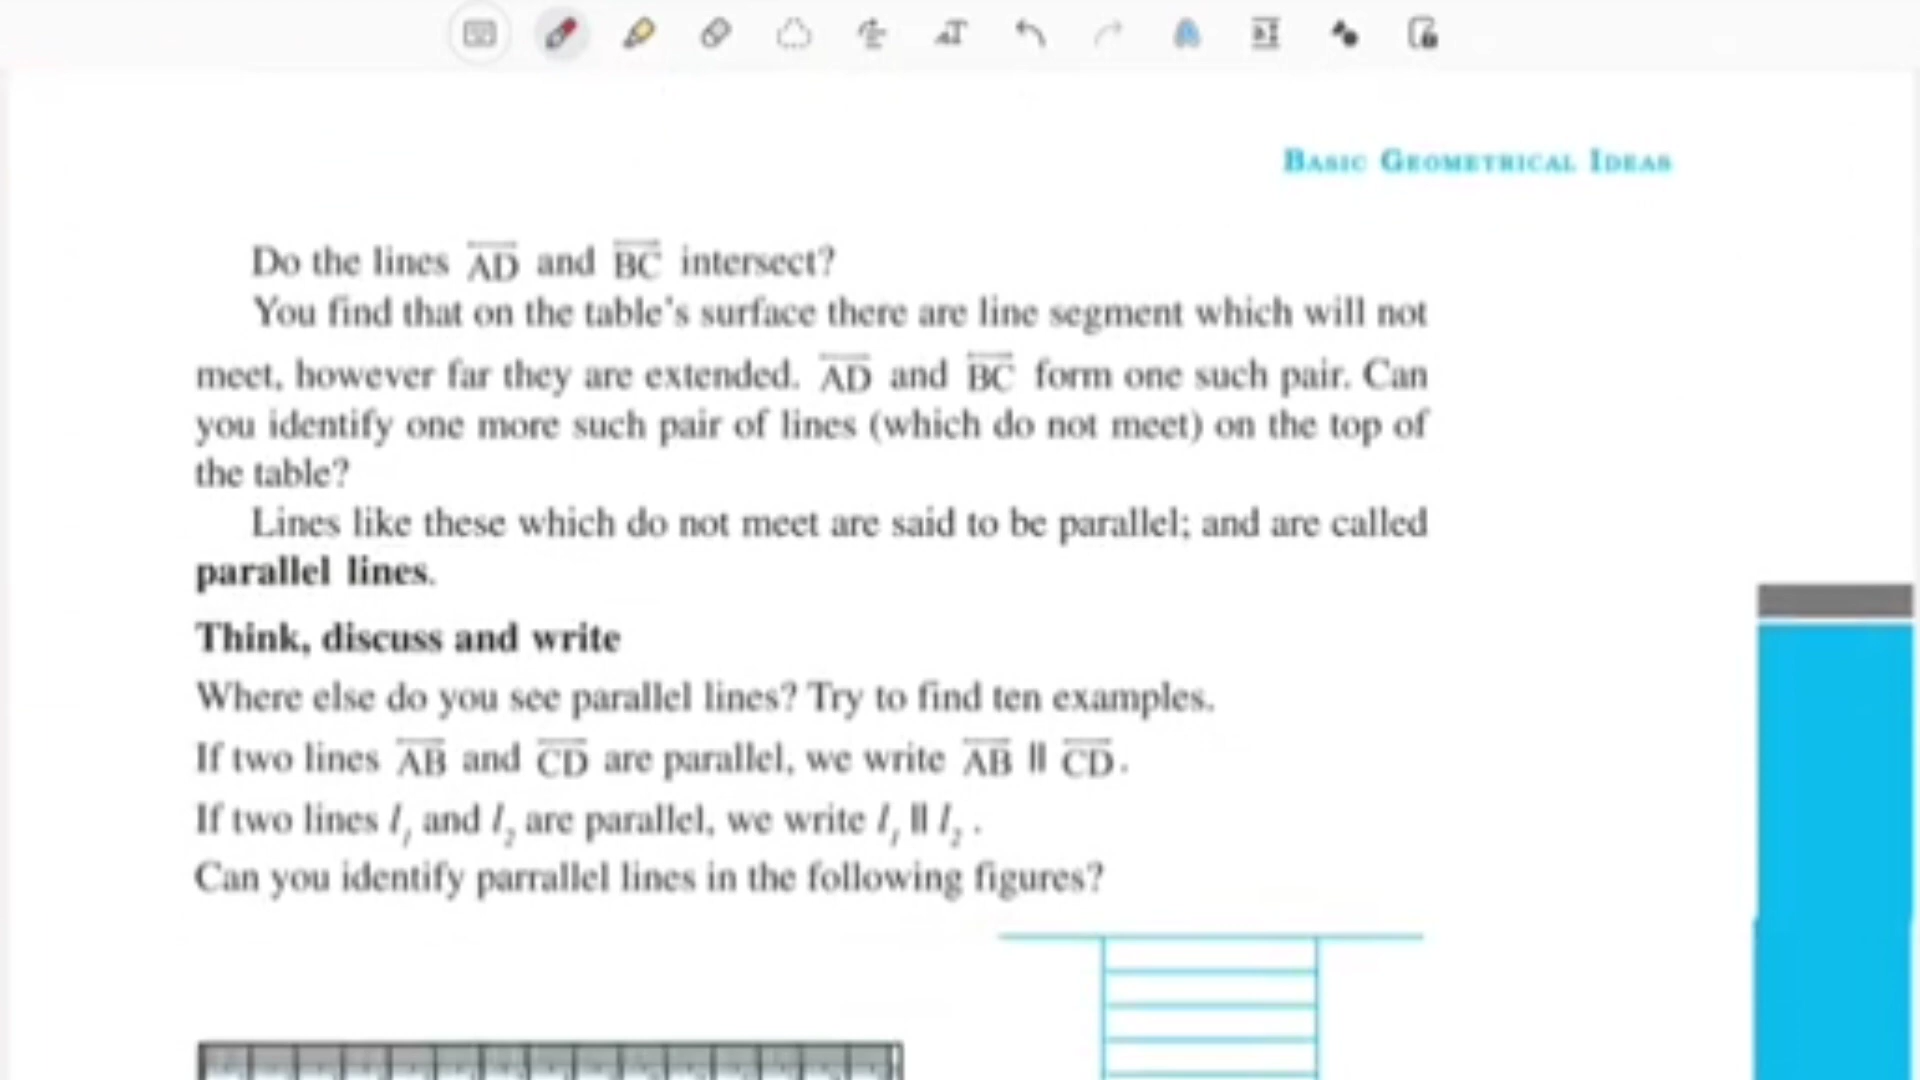 BASIC GEOMETRICAL IDEAS
Do the lines AD and BC intersect?
You find that on the table's surface there are line segment which will not
meet, however far they are extended. AD and BC form one such pair. Can
you identify one more such pair of lines (which do not meet) on the top of
the table?
Lines like these which do not meet are said to be parallel; and are called
parallel lines.
Think, discuss and write
Where else do you see parallel lines? Try to find ten examples.
If two lines AB and CD are parallel, we write AB || CD.
If two lines l₁ and l₂ are parallel, we write l₁ || l₂ .
Can you identify parrallel lines in the following figures?